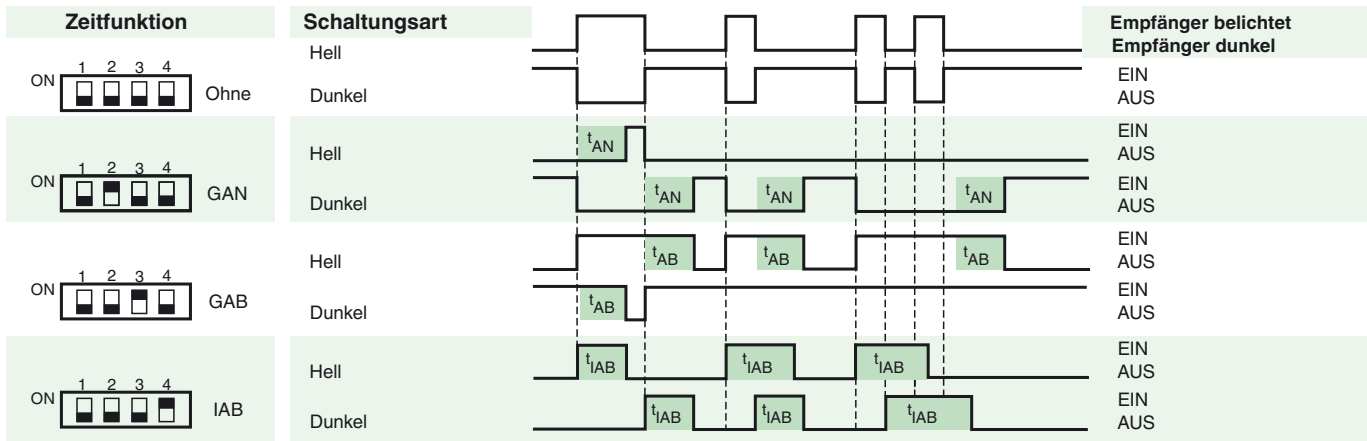 Zeitfunktion Schaltungsart Empfänger belichtet
Empfänger dunkel
Hell
1 2 3 4 EIN
ON Ohne Dunkel AUS
Hell t_AN EIN
AUS
1 2 3 4 EIN
ON GAN Dunkel t_AN t_AN t_AN AUS
Hell t_AB t_AB t_AB EIN
AUS
1 2 3 4 EIN
ON GAB Dunkel t_AB AUS
Hell t_IAB t_IAB t_IAB EIN
AUS
1 2 3 4 EIN
ON IAB Dunkel t_IAB t_IAB t_IAB AUS